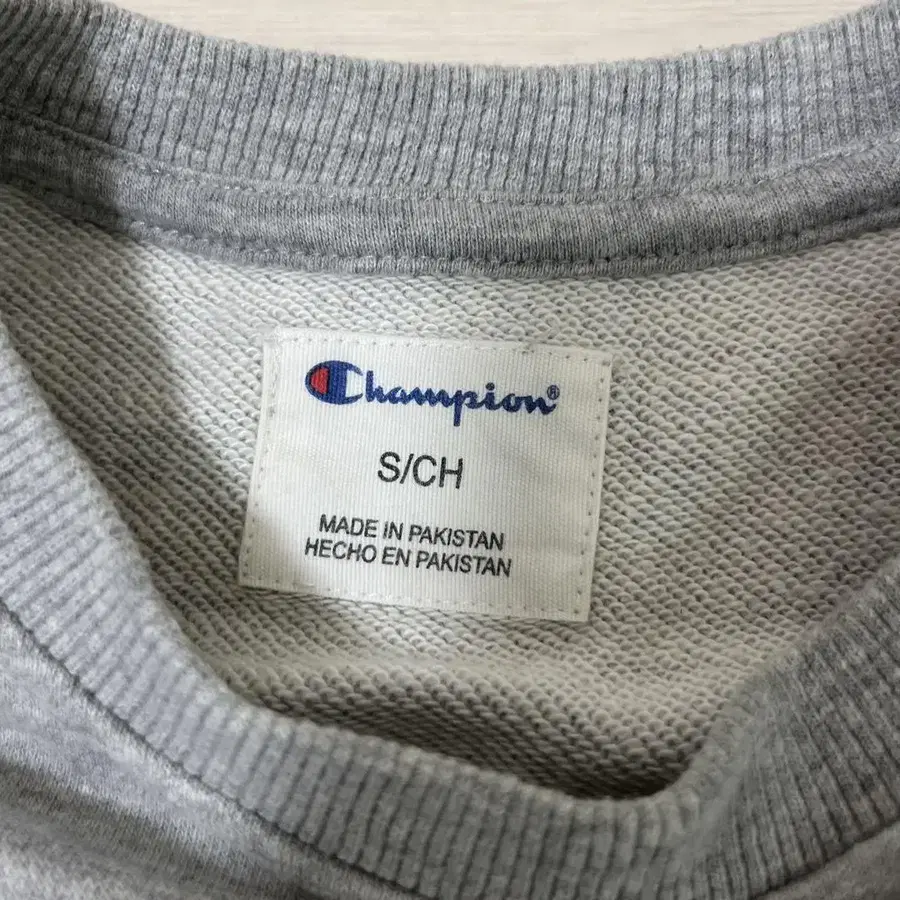 Champion®
S/CH
MADE IN PAKISTAN
HECHO EN PAKISTAN